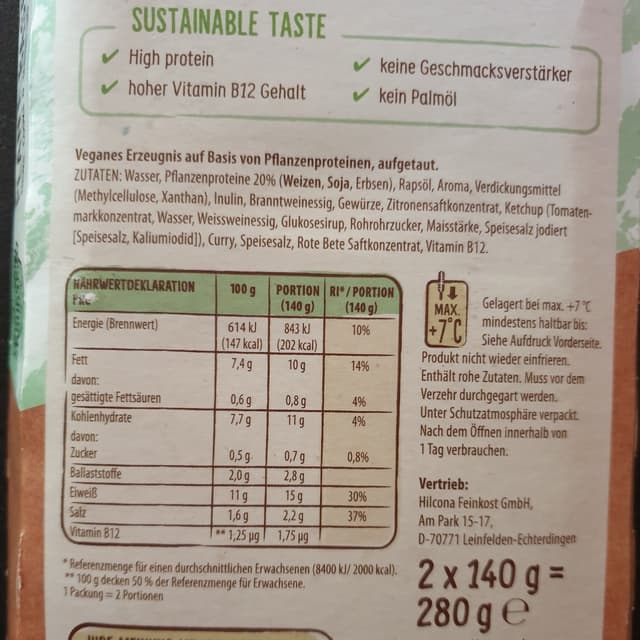 SUSTAINABLE TASTE
✔ High protein
✔ hoher Vitamin B12 Gehalt
✔ keine Geschmacksverstärker
✔ kein Palmöl
Veganes Erzeugnis auf Basis von Pflanzenproteinen, aufgetaut.
ZUTATEN: Wasser, Pflanzenproteine 20% (Weizen, Soja, Erbsen), Rapsöl, Aroma, Verdickungsmittel
(Methylcellulose, Xanthan), Inulin, Branntweinessig, Gewürze, Zitronensaftkonzentrat, Ketchup (Tomaten-
markkonzentrat, Wasser, Weissweinessig, Glukosesirup, Rohrohrzucker, Maisstärke, Speisesalz jodiert
[Speisesalz, Kaliumiodid]), Curry, Speisesalz, Rote Bete Saftkonzentrat, Vitamin B12.
NÄHRWERTDEKLARATION PRO 100 g PORTION (140 g) RI*/PORTION (140 g)
Energie (Brennwert) 614 kJ (147 kcal) 843 kJ (202 kcal) 10%
Fett 7,4 g 10 g 14%
davon:
gesättigte Fettsäuren 0,6 g 0,8 g 4%
Kohlenhydrate 7,7 g 11 g 4%
davon:
Zucker 0,5 g 0,7 g 0,8%
Ballaststoffe 2,0 g 2,8 g
Eiweiß 11 g 15 g 30%
Salz 1,6 g 2,2 g 37%
Vitamin B12 ** 1,25 µg 1,75 µg
* Referenzmenge für einen durchschnittlichen Erwachsenen (8400 kJ/ 2000 kcal).
** 100 g decken 50 % der Referenzmenge für Erwachsene.
1 Packung = 2 Portionen
MAX.
+7°C
Gelagert bei max. +7 °C
mindestens haltbar bis:
Siehe Aufdruck Vorderseite.
Produkt nicht wieder einfrieren.
Enthält rohe Zutaten. Muss vor dem
Verzehr durchgegart werden.
Unter Schutzatmosphäre verpackt.
Nach dem Öffnen innerhalb von
1 Tag verbrauchen.
Vertrieb:
Hilcona Feinkost GmbH,
Am Park 15-17,
D-70771 Leinfelden-Echterdingen
2 x 140 g =
280 g ℮